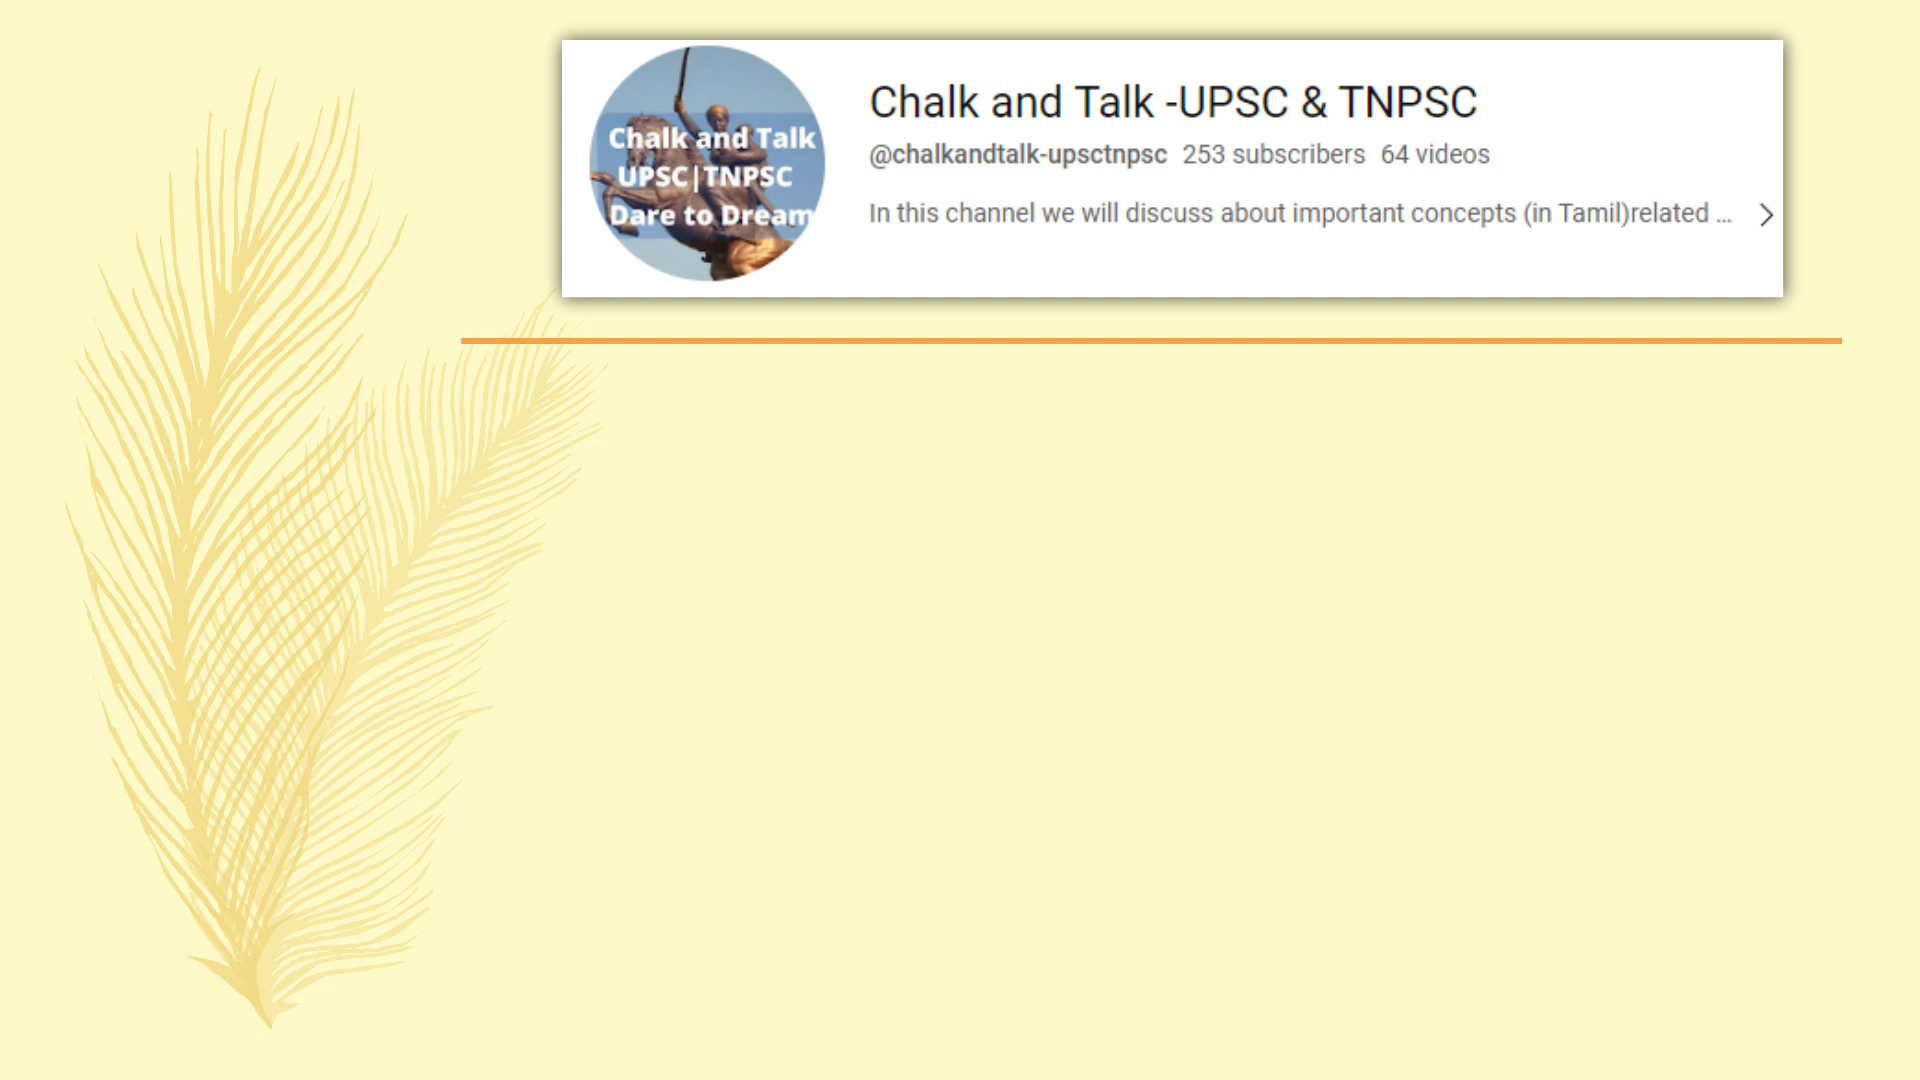 Chalk and Talk
UPSC|TNPSC
Dare to Dream
Chalk and Talk -UPSC & TNPSC
@chalkandtalk-upsctnpsc 253 subscribers 64 videos
In this channel we will discuss about important concepts (in Tamil)related ...